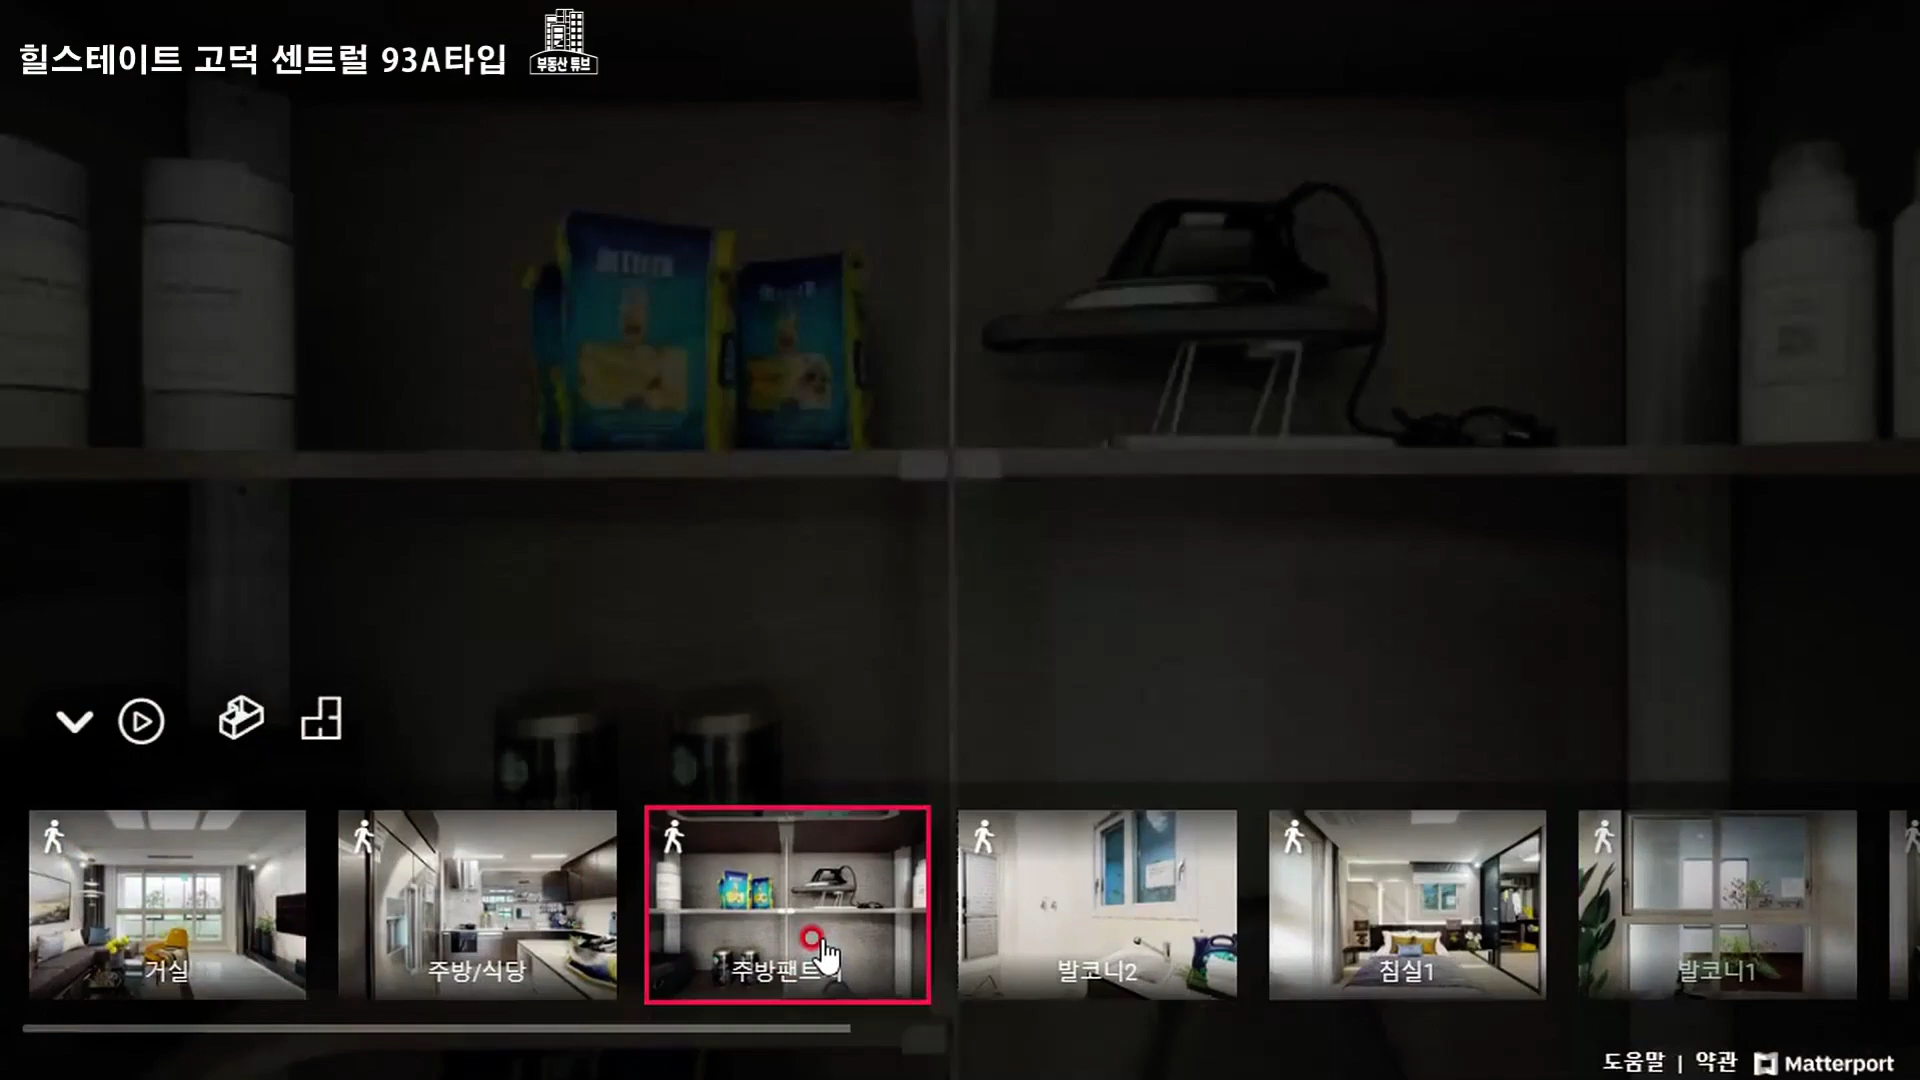 힐스테이트 고덕 센트럴 93A타입
부동산 튜브
거실
주방/식당
발코니2
침실1
발코니1
도움말 | 약관
Matterport